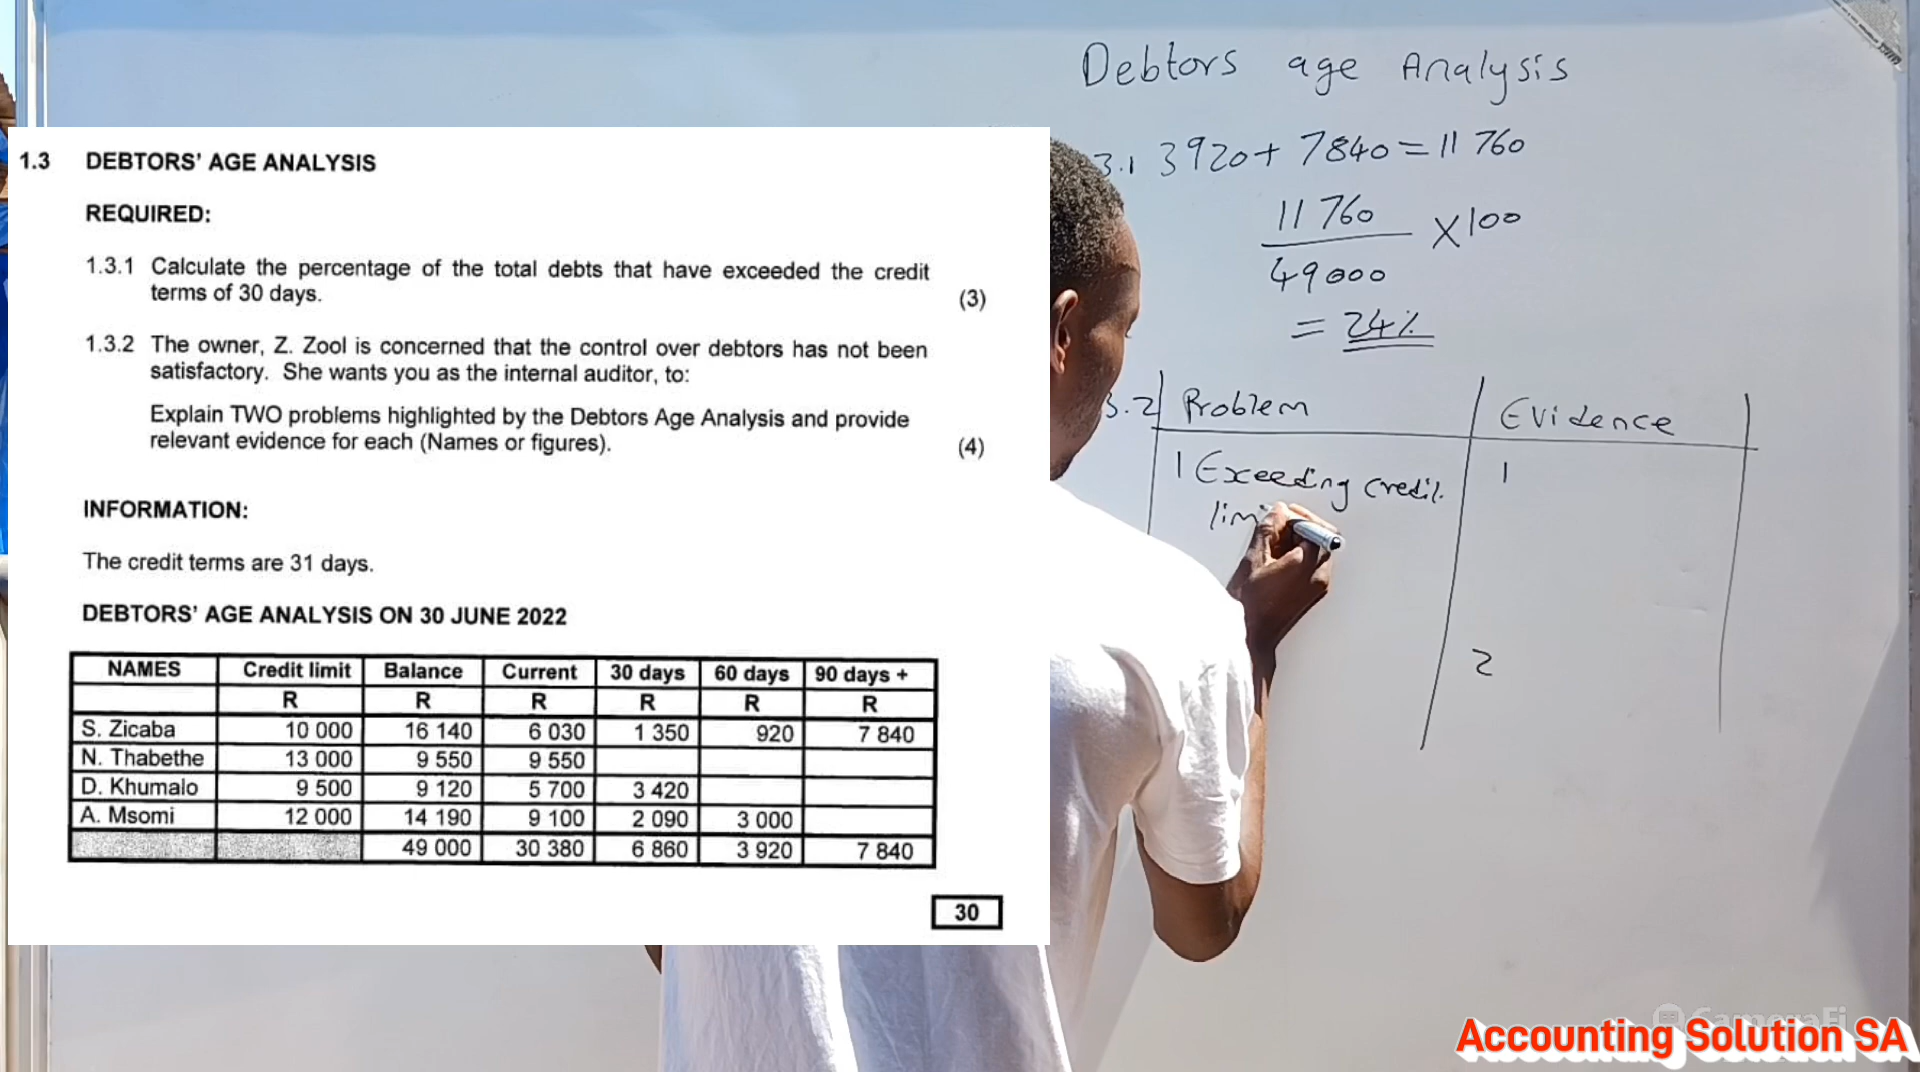 1.3 DEBTORS' AGE ANALYSIS
REQUIRED:
1.3.1 Calculate the percentage of the total debts that have exceeded the credit
terms of 30 days.
(3)
1.3.2 The owner, Z. Zool is concerned that the control over debtors has not been
satisfactory. She wants you as the internal auditor, to:
Explain TWO problems highlighted by the Debtors Age Analysis and provide
relevant evidence for each (Names or figures).
(4)
INFORMATION:
The credit terms are 31 days.
DEBTORS' AGE ANALYSIS ON 30 JUNE 2022
NAMES Credit limit Balance Current 30 days 60 days 90 days +
R R R R R R
S. Zicaba 10 000 16 140 6 030 1 350 920 7 840
N. Thabethe 13 000 9 550 9 550
D. Khumalo 9 500 9 120 5 700 3 420
A. Msomi 12 000 14 190 9 100 2 090 3 000
49 000 30 380 6 860 3 920 7 840
30
Debtors age Analysis
3.1 3920 + 7840 = 11 760
11 760
X 100
49000
= 24%
3.2 Problem Evidence
1 Exceeding credit 1
lim
2
CameraFi
Accounting Solution SA